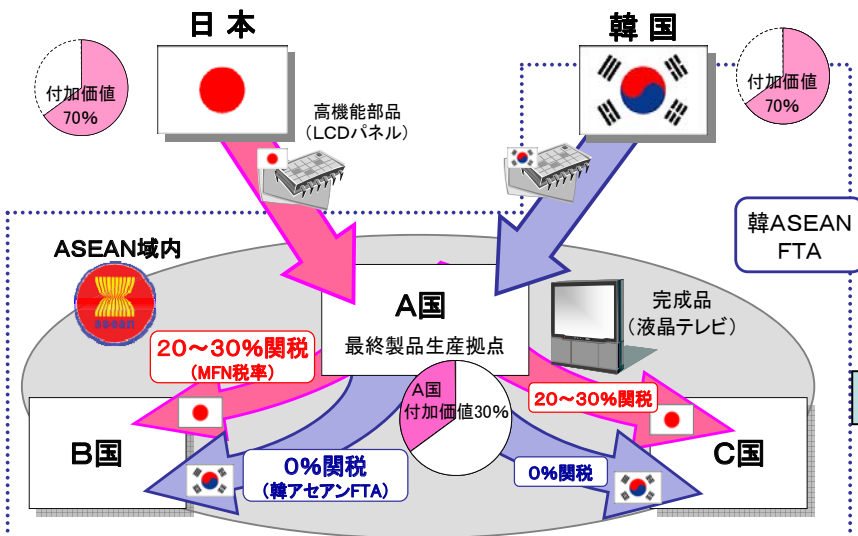 日本
韓国
付加価値
70%
付加価値
70%
高機能部品
(LCDパネル)
韓ASEAN
FTA
ASEAN域内
asean
A国
最終製品生産拠点
完成品
(液晶テレビ)
20～30%関税
(MFN税率)
A国
付加価値30%
20～30%関税
B国
C国
0%関税
(韓アセアンFTA)
0%関税